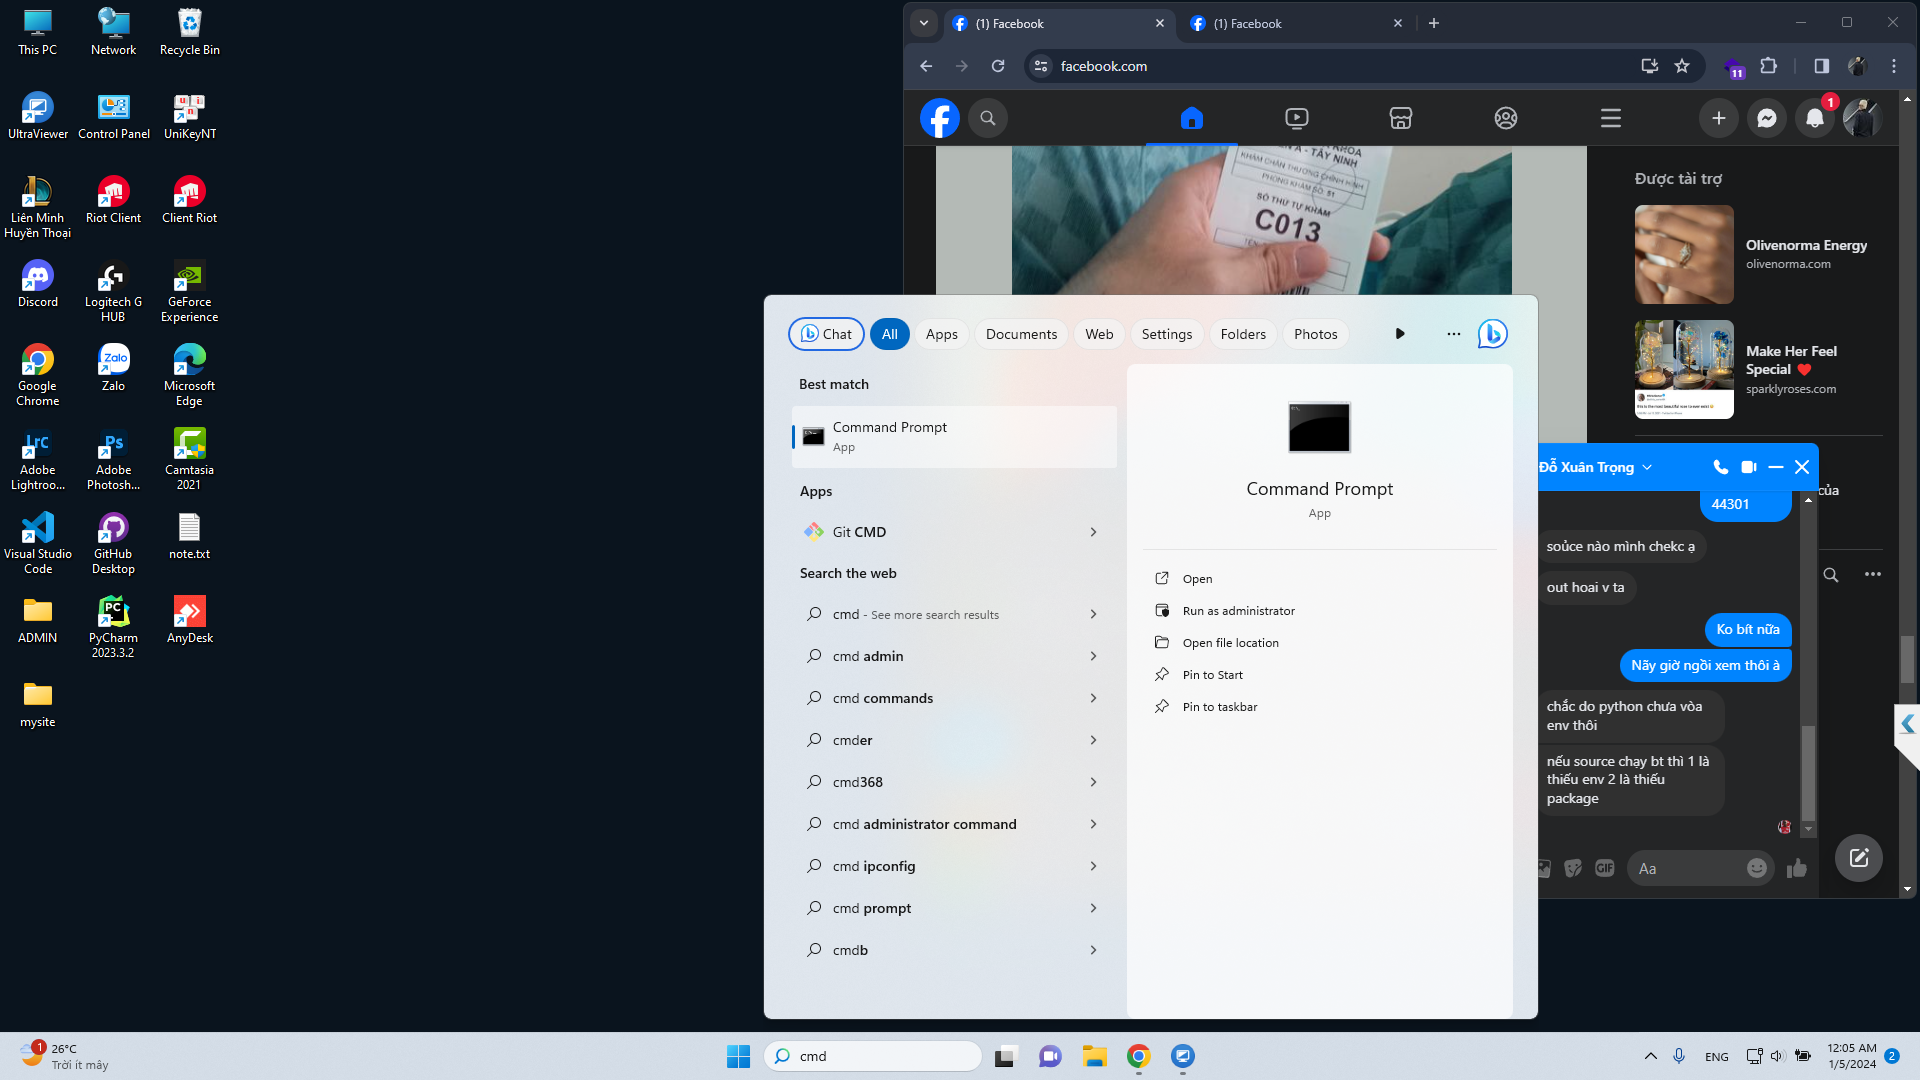 This PC
Network
Recycle Bin
UltraViewer
Control Panel
UniKeyNT
Liên Minh
Huyền Thoại
Riot Client
Client Riot
Discord
Logitech G
HUB
GeForce
Experience
Google
Chrome
Zalo
Microsoft
Edge
Adobe
Lightroo...
Adobe
Photosh...
Camtasia
2021
Visual Studio
Code
GitHub
Desktop
note.txt
ADMIN
PyCharm
2023.3.2
AnyDesk
mysite
(1) Facebook
(1) Facebook
facebook.com
11
1
TÂY NINH
KHÁM CHẤN THƯƠNG CHỈNH HÌNH
PHÒNG KHÁM SỐ: 51
SỐ THỨ TỰ KHÁM
C013
Được tài trợ
Olivenorma Energy
olivenorma.com
Make Her Feel
Special ❤️
sparklyroses.com
Chat
All
Apps
Documents
Web
Settings
Folders
Photos
Best match
Command Prompt
App
Apps
Git CMD
Search the web
cmd - See more search results
cmd admin
cmd commands
cmder
cmd368
cmd administrator command
cmd ipconfig
cmd prompt
cmdb
Command Prompt
App
Open
Run as administrator
Open file location
Pin to Start
Pin to taskbar
Đỗ Xuân Trọng
của
44301
soủce nào mình chekc ạ
out hoai v ta
Ko bít nữa
Nãy giờ ngồi xem thôi à
chắc do python chưa vòa
env thôi
nếu source chạy bt thì 1 là
thiếu env 2 là thiếu
package
GIF
Aa
1
26°C
Trời ít mây
cmd
ENG
12:05 AM
1/5/2024
2